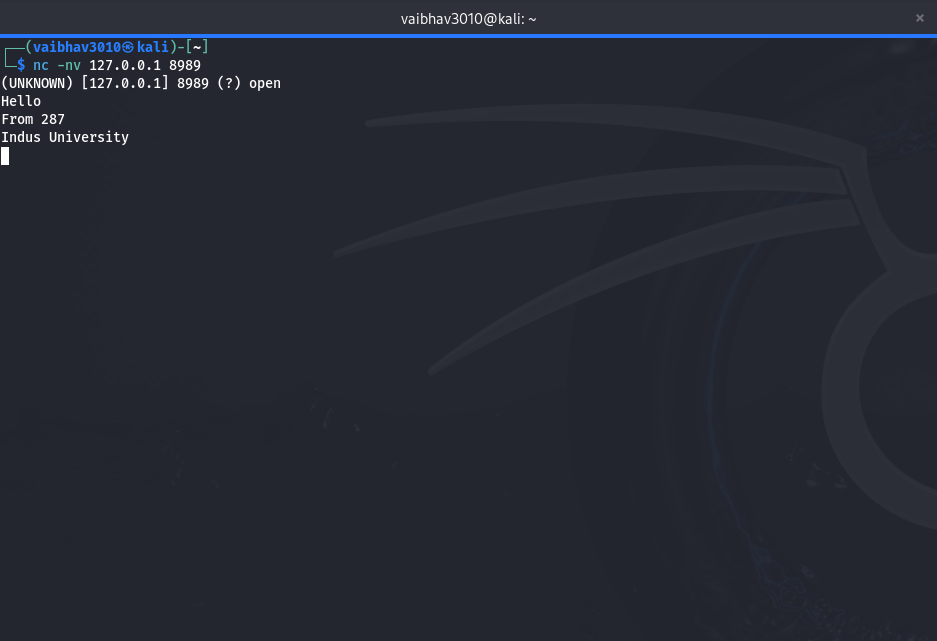 vaibhav3010@kali: ~
┌──(vaibhav3010㉿kali)-[~]
└─$ nc -nv 127.0.0.1 8989
(UNKNOWN) [127.0.0.1] 8989 (?) open
Hello
From 287
Indus University